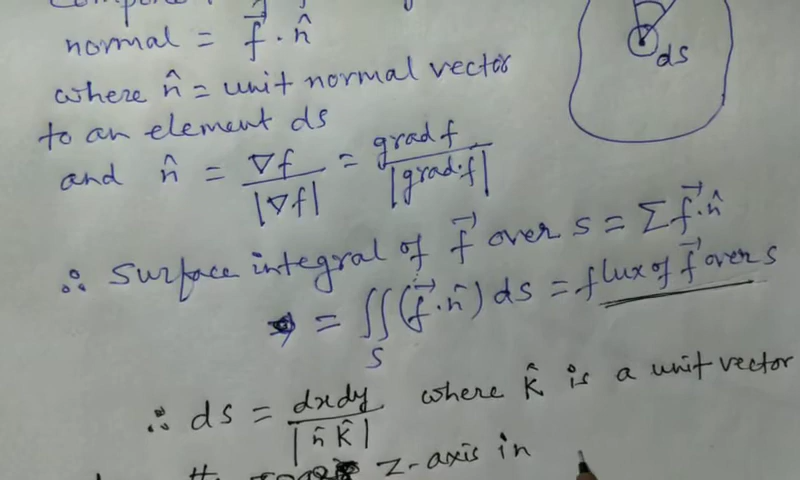 normal = f⃗ · n̂
where n̂ = unit normal vector
to an element ds
and n̂ = ∇f / |∇f| = grad f / |grad·f|
ds
∴ Surface integral of f⃗ over s = Σ f⃗·n̂
= ∬_S (f⃗·n̂) ds = flux of f⃗ over s
∴ ds = dxdy / |n̂ k̂| where k̂ is a unit vector
z-axis in